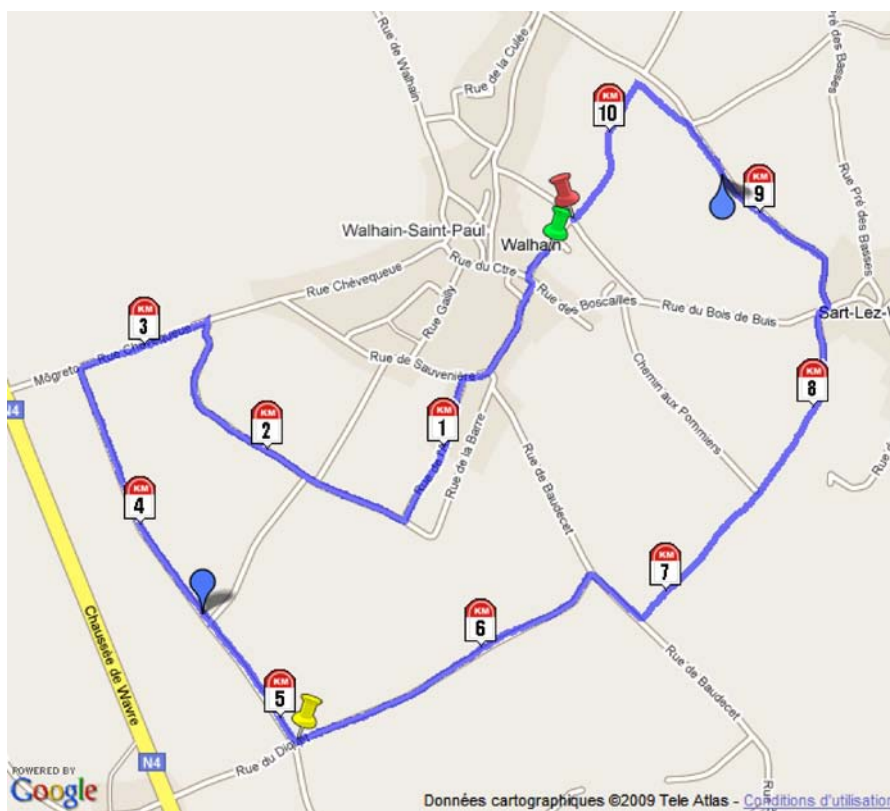 Rue de Walhain
Rue de la Culée
Pré des Basses
KM
10
KM
9
Rue Pré des Basses
Walhain-Saint-Paul
Walhain
Rue du Ctre
Rue des Boscailles
Rue du Bois de Buis
Rue Chèvequeue
Rue Gailly
KM
3
Rue Chèvequeue
Rue de Sauvenière
Chemin aux Pommiers
KM
8
N4
KM
2
KM
1
Rue de la Barre
Rue de Baudecet
KM
4
KM
7
KM
6
Chaussée de Wavre
KM
5
Rue de Baudecet
Rue du
N4
POWERED BY
Google
Données cartographiques ©2009 Tele Atlas - Conditions d'utilisation